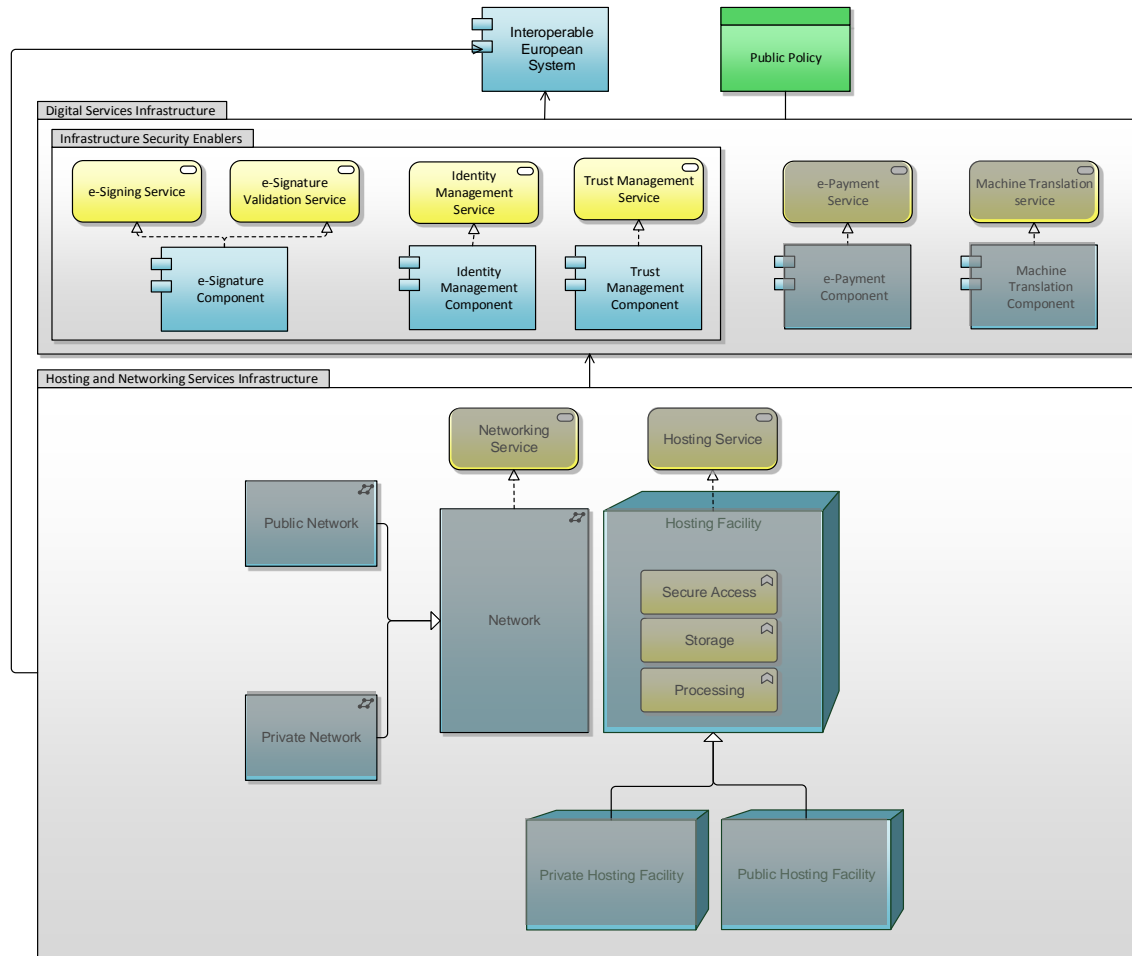 Interoperable
European
System
Public Policy
Digital Services Infrastructure
Infrastructure Security Enablers
e-Signing Service
e-Signature
Validation Service
Identity
Management
Service
Trust Management
Service
e-Payment
Service
Machine Translation
service
e-Signature
Component
Identity
Management
Component
Trust
Management
Component
e-Payment
Component
Machine
Translation
Component
Hosting and Networking Services Infrastructure
Networking
Service
Hosting Service
Public Network
Network
Private Network
Hosting Facility
Secure Access
Storage
Processing
Private Hosting Facility
Public Hosting Facility